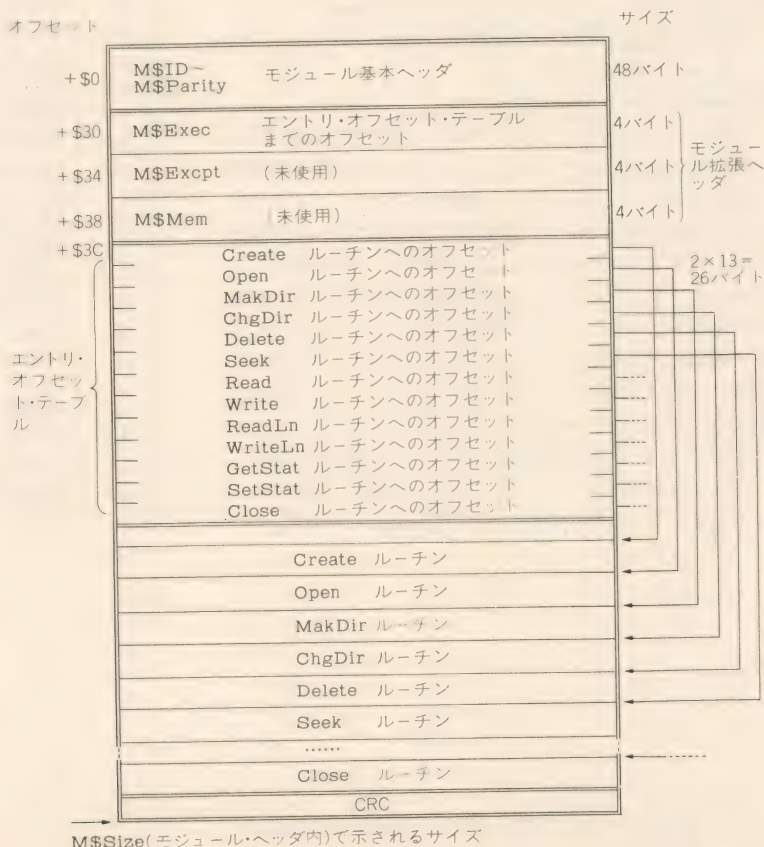 オフセット
サイズ
+$0
M$ID~
M$Parity
モジュール基本ヘッダ
48バイト
+$30
M$Exec
エントリ・オフセット・テーブル
までのオフセット
4バイト
+$34
M$Excpt
(未使用)
4バイト
モジュー
ル拡張ヘ
ッダ
+$38
M$Mem
(未使用)
4バイト
+$3C
エントリ・
オフセッ
ト・テーブ
ル
Create ルーチンへのオフセット
Open ルーチンへのオフセット
MakDir ルーチンへのオフセット
ChgDir ルーチンへのオフセット
Delete ルーチンへのオフセット
Seek ルーチンへのオフセット
Read ルーチンへのオフセット
Write ルーチンへのオフセット
ReadLn ルーチンへのオフセット
WriteLn ルーチンへのオフセット
GetStat ルーチンへのオフセット
SetStat ルーチンへのオフセット
Close ルーチンへのオフセット
2×13=
26バイト
Create ルーチン
Open ルーチン
MakDir ルーチン
ChgDir ルーチン
Delete ルーチン
Seek ルーチン
……
Close ルーチン
CRC
M$Size(モジュール・ヘッダ内)で示されるサイズ